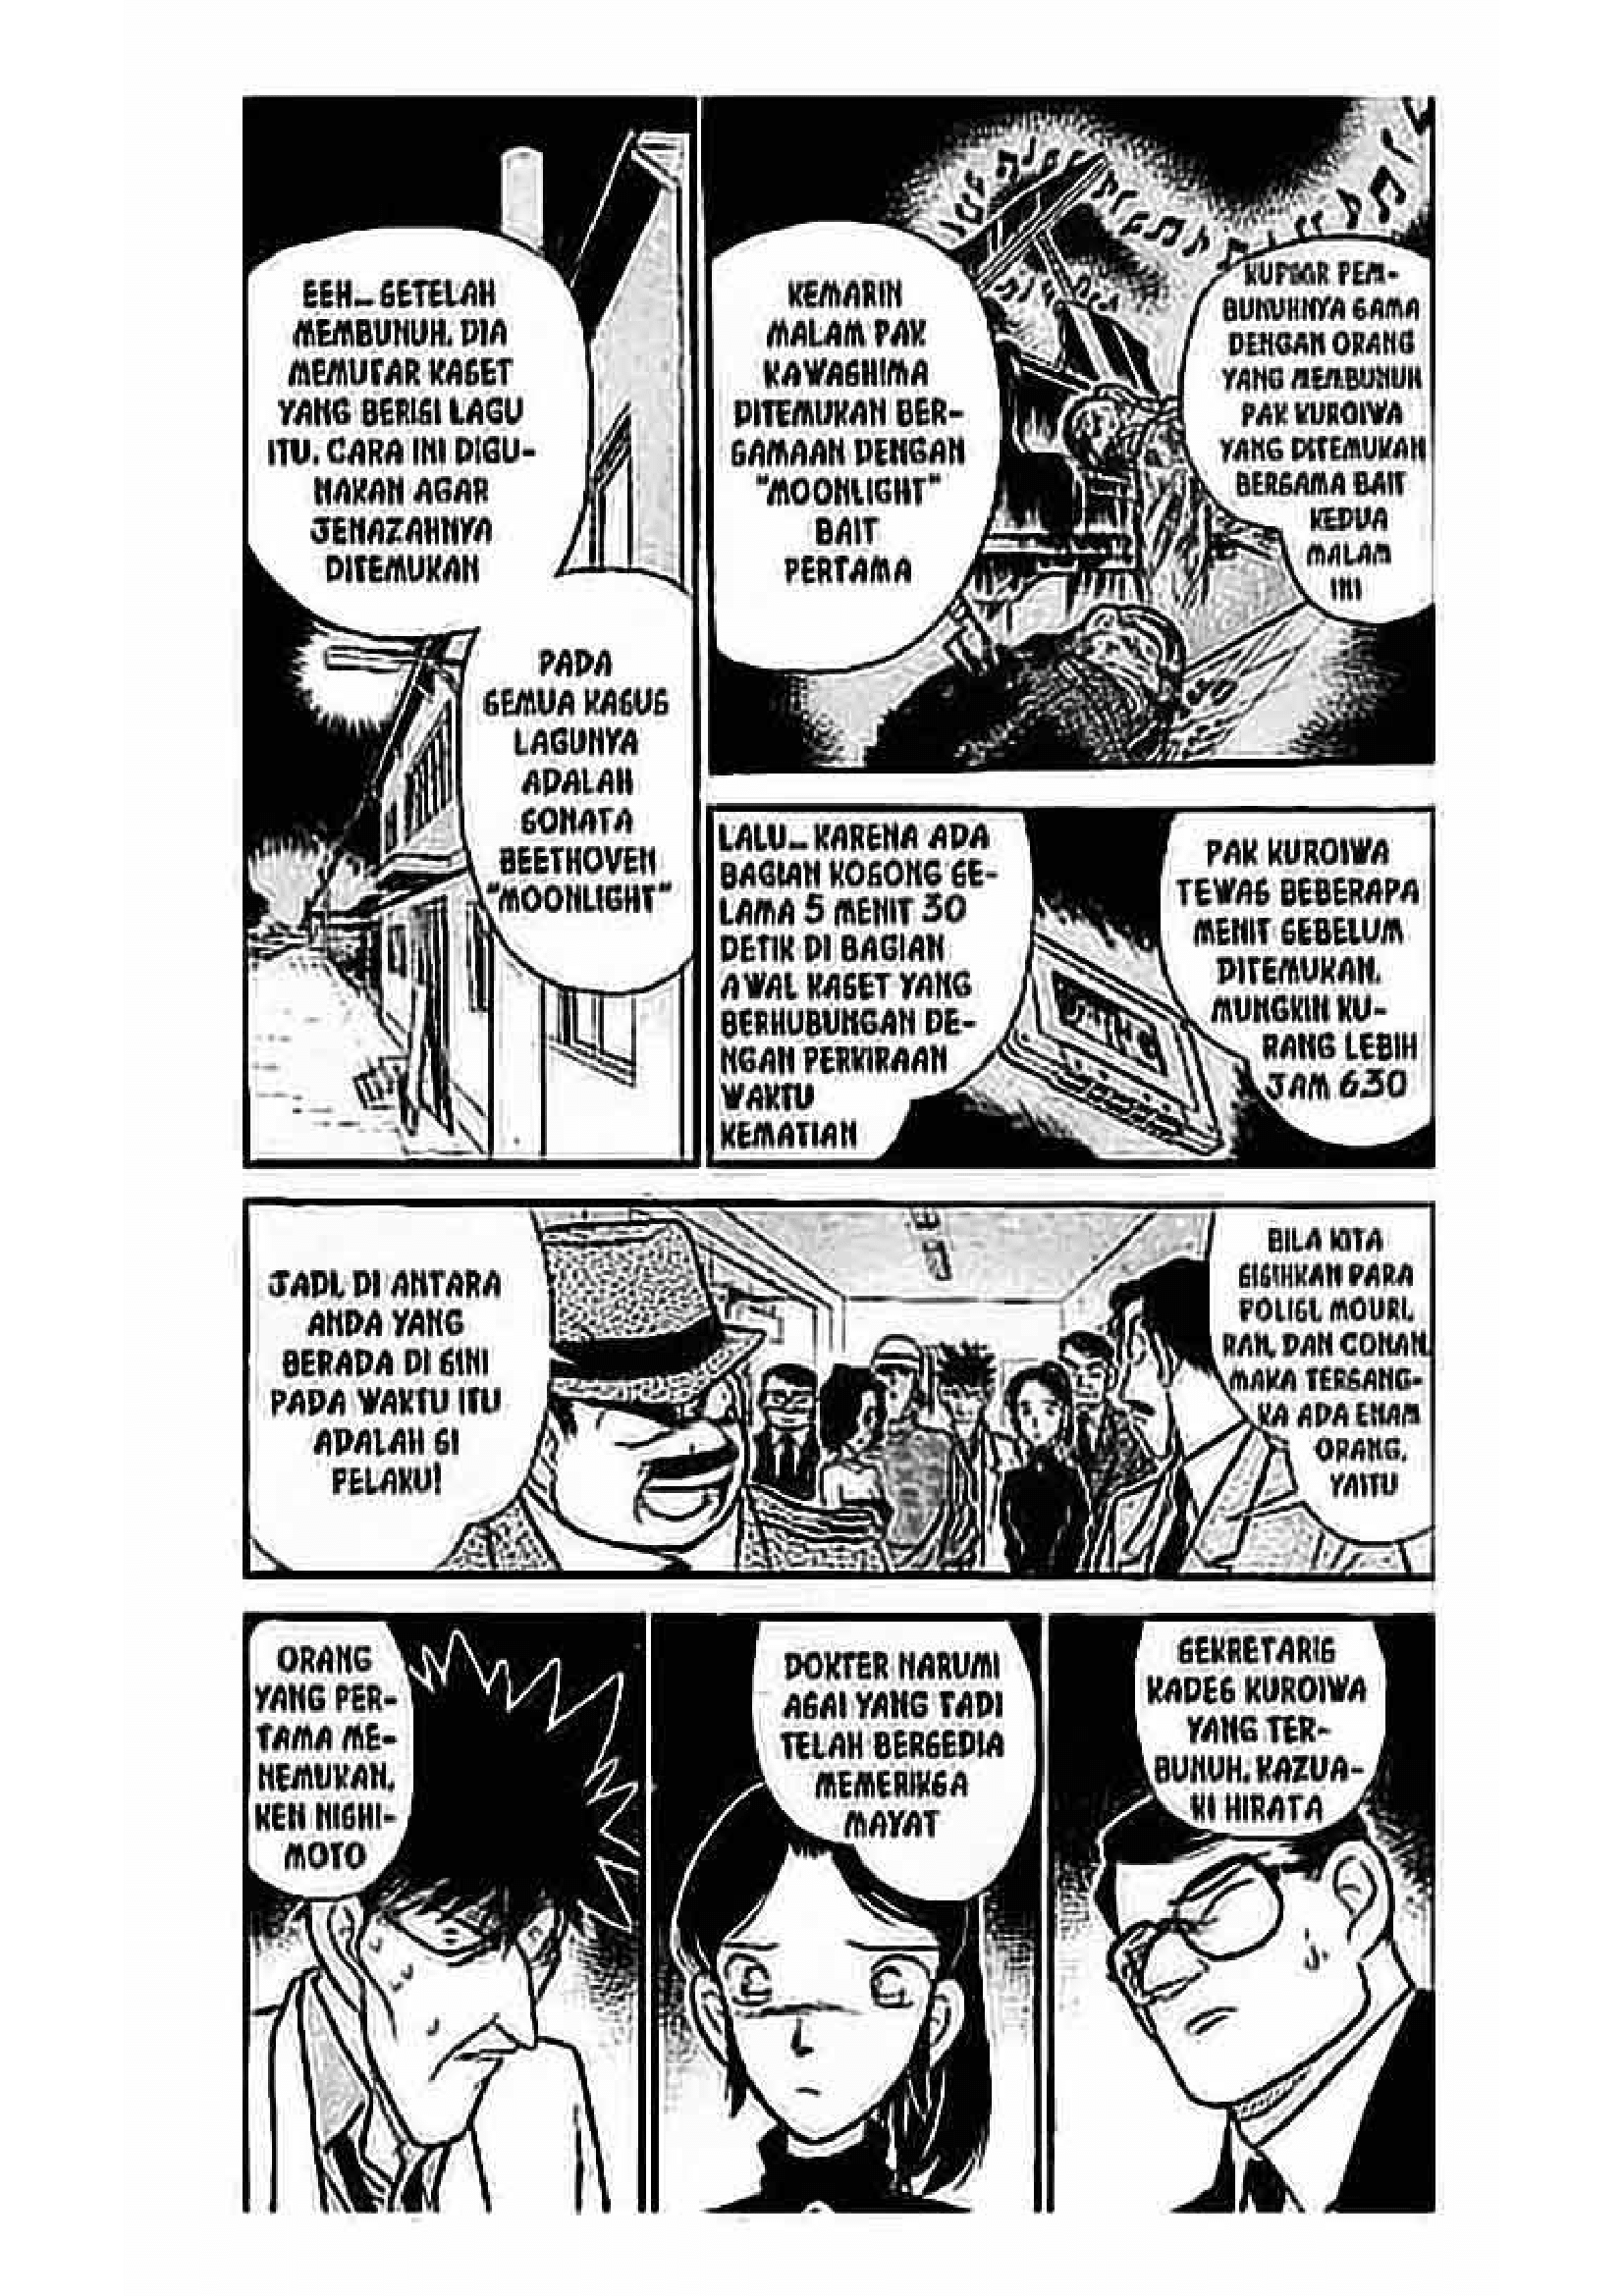 KUPIKIR PEM-
BUNUHNYA SAMA
DENGAN ORANG
YANG MEMBUNUH
PAK KUROIWA
YANG DITEMUKAN
BERSAMA BAIT
KEDUA
MALAM
INI
KEMARIN
MALAM PAK
KAWASHIMA
DITEMUKAN BER-
SAMAAN DENGAN
"MOONLIGHT"
BAIT
PERTAMA
EEH... SETELAH
MEMBUNUH, DIA
MEMUTAR KASET
YANG BERISI LAGU
ITU. CARA INI DIGU-
NAKAN AGAR
JENAZAHNYA
DITEMUKAN
PADA
SEMUA KASUS
LAGUNYA
ADALAH
SONATA
BEETHOVEN
"MOONLIGHT"
PAK KUROIWA
TEWAS BEBERAPA
MENIT SEBELUM
DITEMUKAN.
MUNGKIN KU-
RANG LEBIH
JAM 6.30
LALU... KARENA ADA
BAGIAN KOSONG SE-
LAMA 5 MENIT 30
DETIK DI BAGIAN
AWAL KASET YANG
BERHUBUNGAN DE-
NGAN PERKIRAAN
WAKTU
KEMATIAN
BILA KITA
SISIHKAN PARA
POLISI, MOURI,
RAN, DAN CONAN,
MAKA TERSANG-
KA ADA ENAM
ORANG,
YAITU
JADI, DI ANTARA
ANDA YANG
BERADA DI SINI
PADA WAKTU ITU
ADALAH SI
PELAKU!
SEKRETARIS
KADES KUROIWA
YANG TER-
BUNUH, KAZUA-
KI HIRATA
DOKTER NARUMI
ASAI YANG TADI
TELAH BERSEDIA
MEMERIKSA
MAYAT
ORANG
YANG PER-
TAMA ME-
NEMUKAN,
KEN NISHI-
MOTO